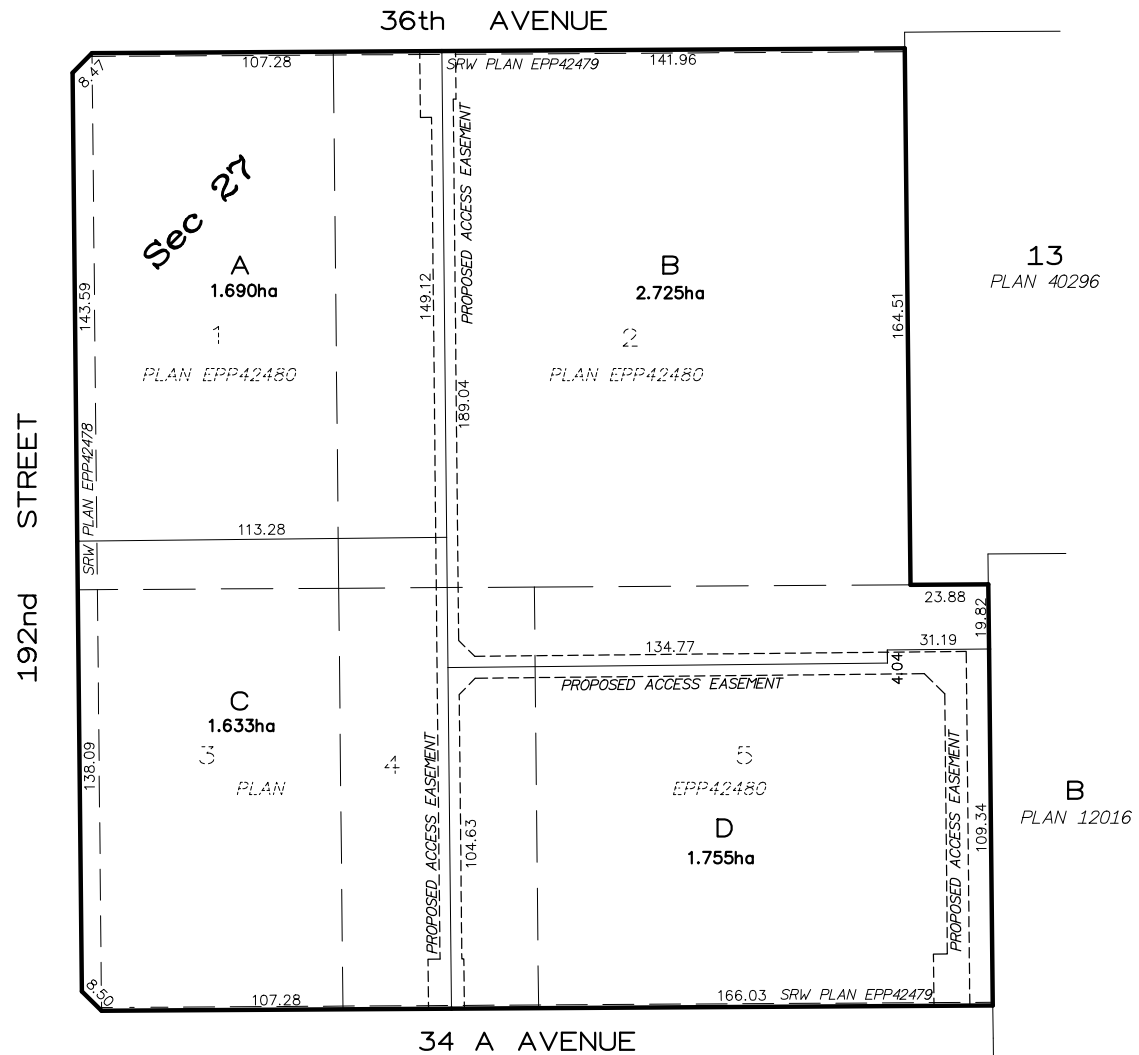 36th AVENUE
8.47
107.28
SRW PLAN EPP42479
141.96
Sec 27
PROPOSED ACCESS EASEMENT
13
PLAN 40296
A
1.690ha
B
2.725ha
143.59
149.12
164.51
1
2
PLAN EPP42480
PLAN EPP42480
189.04
192nd STREET
SRW PLAN EPP42478
113.28
23.88
19.82
134.77
31.19
4.04
PROPOSED ACCESS EASEMENT
C
1.633ha
3
4
5
138.09
PLAN
EPP42480
PROPOSED ACCESS EASEMENT
PROPOSED ACCESS EASEMENT
B
PLAN 12016
D
1.755ha
104.63
109.34
8.50
107.28
166.03
SRW PLAN EPP42479
34 A AVENUE